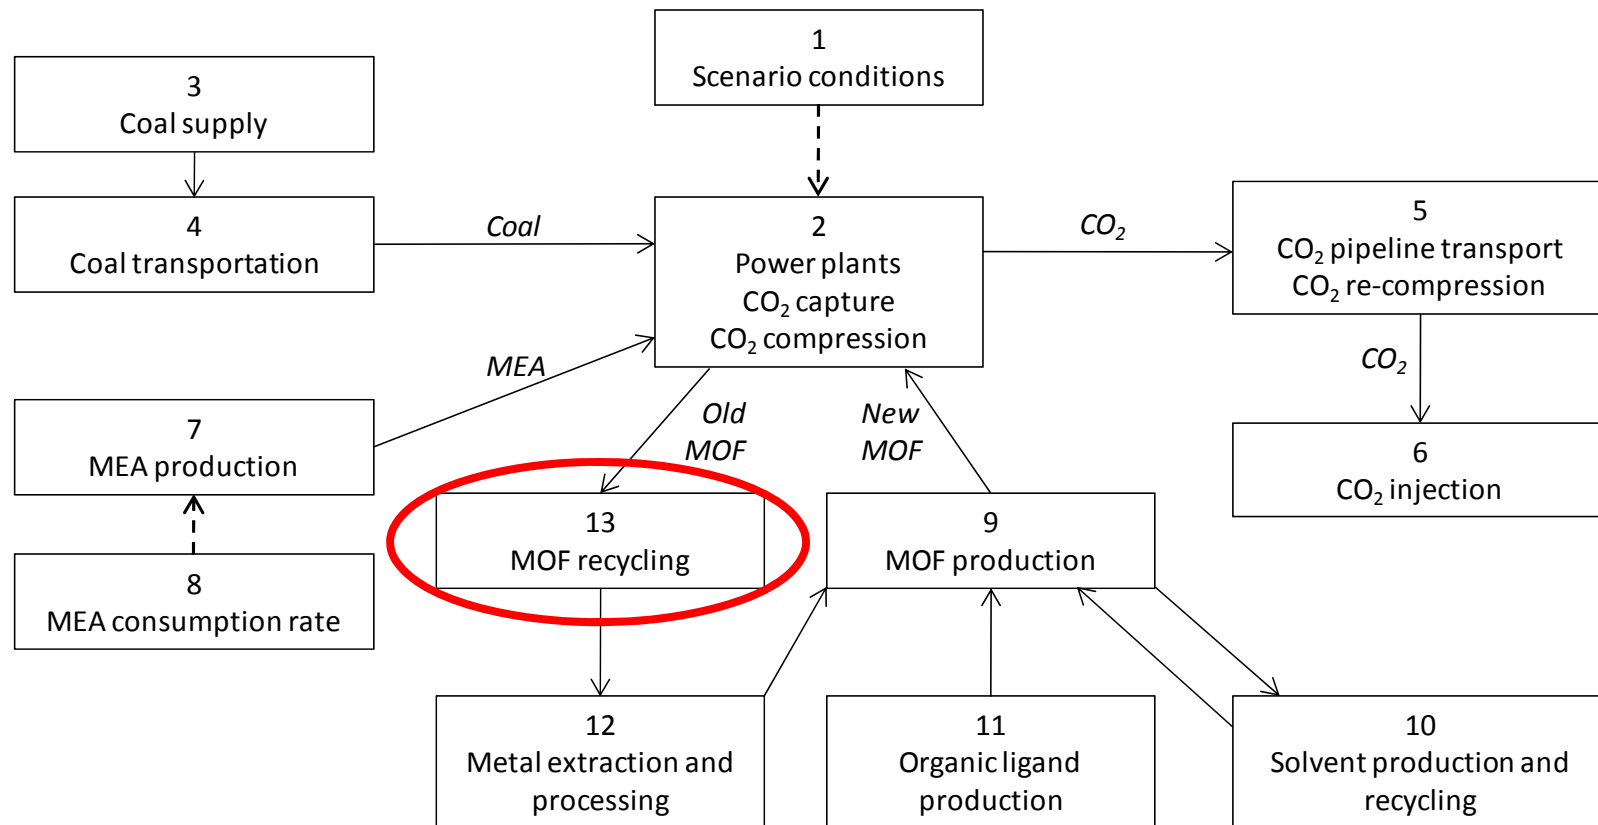 1
Scenario conditions
3
Coal supply
4
Coal transportation
Coal
2
Power plants
CO₂ capture
CO₂ compression
CO₂
5
CO₂ pipeline transport
CO₂ re-compression
CO₂
6
CO₂ injection
MEA
7
MEA production
8
MEA consumption rate
Old
MOF
New
MOF
13
MOF recycling
9
MOF production
12
Metal extraction and
processing
11
Organic ligand
production
10
Solvent production and
recycling